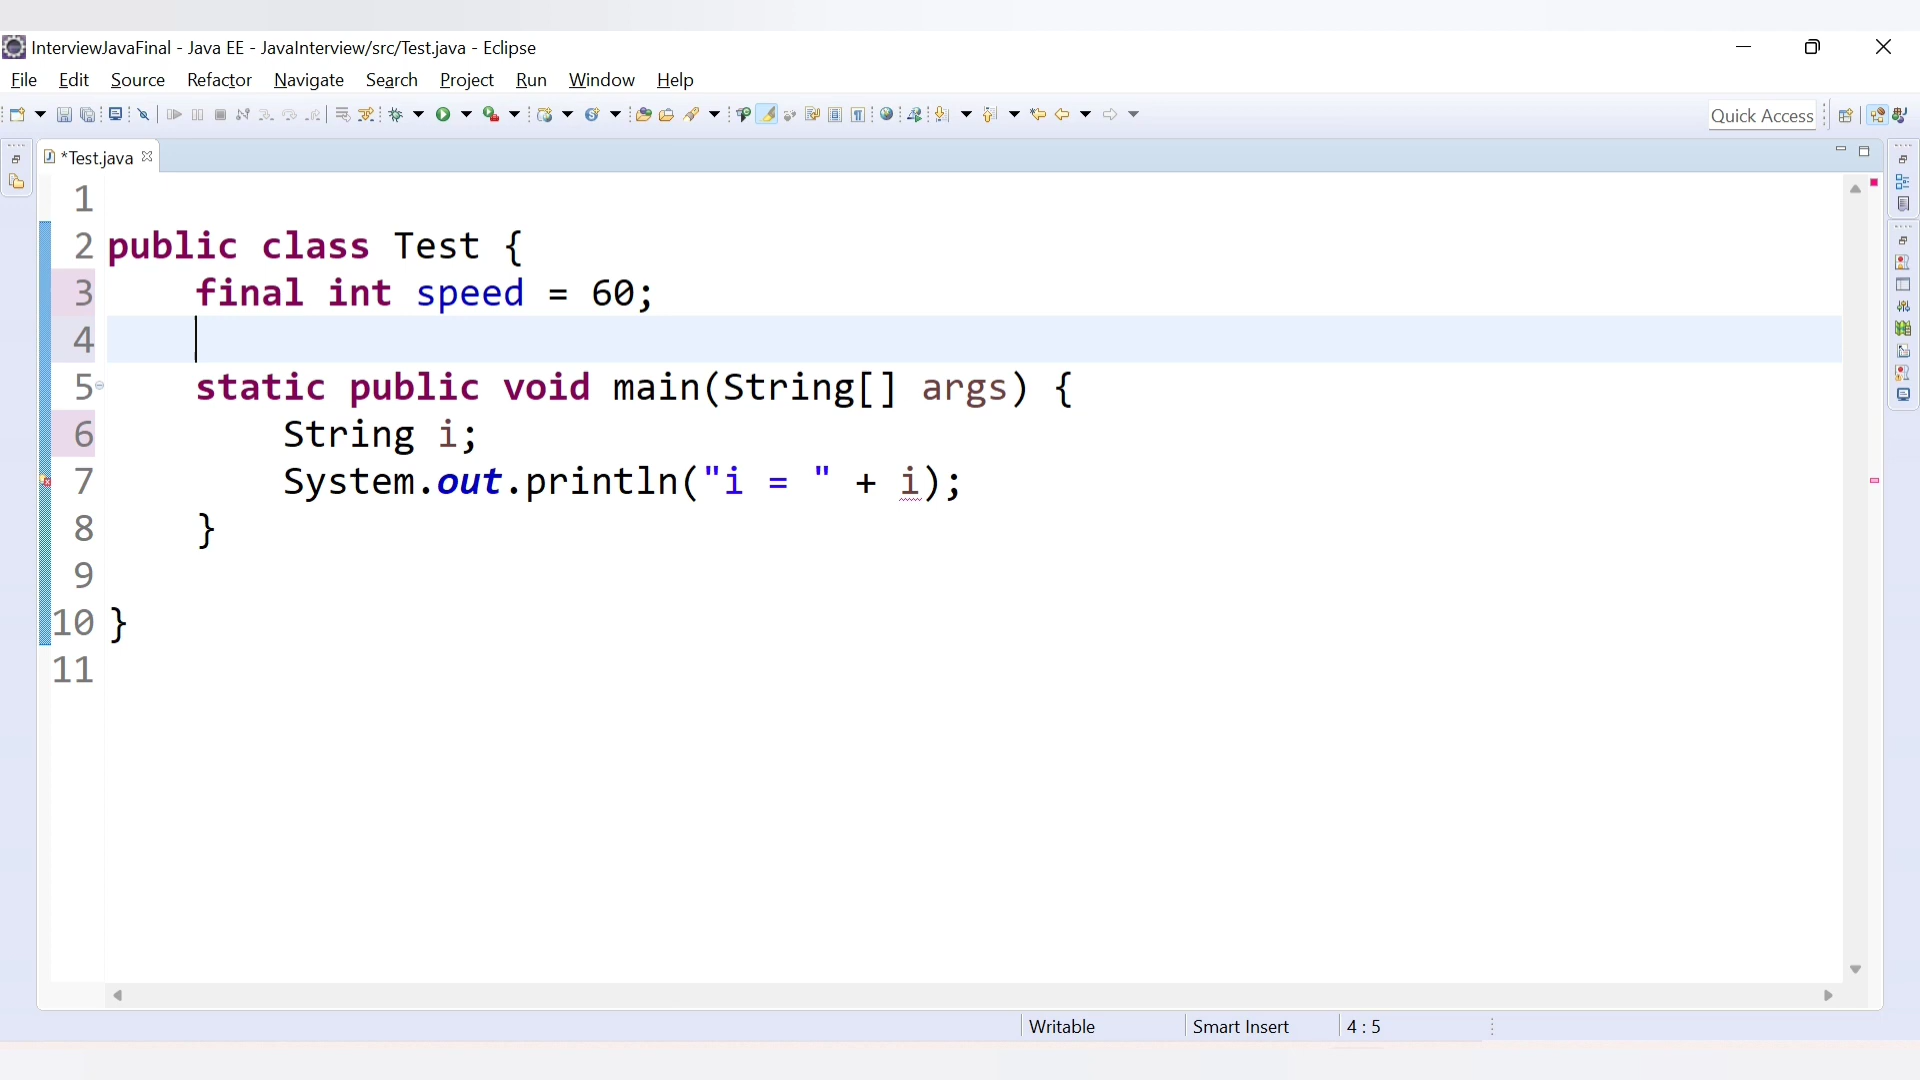 InterviewJavaFinal - Java EE - JavaInterview/src/Test.java - Eclipse
File Edit Source Refactor Navigate Search Project Run Window Help
Quick Access
*Test.java
1
2 public class Test {
3 final int speed = 60;
4
5 static public void main(String[] args) {
6 String i;
7 System.out.println("i = " + i);
8 }
9
10 }
11
Writable Smart Insert 4 : 5